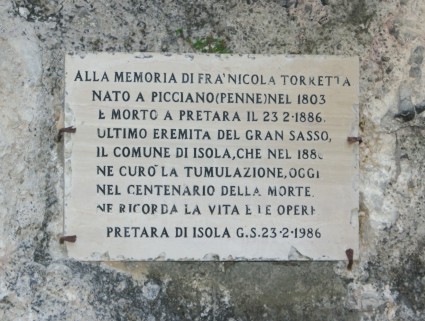 ALLA MEMORIA DI FRA'NICOLA TORRETTA
NATO A PICCIANO(PENNE)NEL 1803
E MORTO A PRETARA IL 23·2·1886.
ULTIMO EREMITA DEL GRAN SASSO,
IL COMUNE DI ISOLA,CHE NEL 1886
NE CURO' LA TUMULAZIONE,OGGI
NEL CENTENARIO DELLA MORTE.
NE RICORDA LA VITA E LE OPERE
PRETARA DI ISOLA G.S.23·2·1986